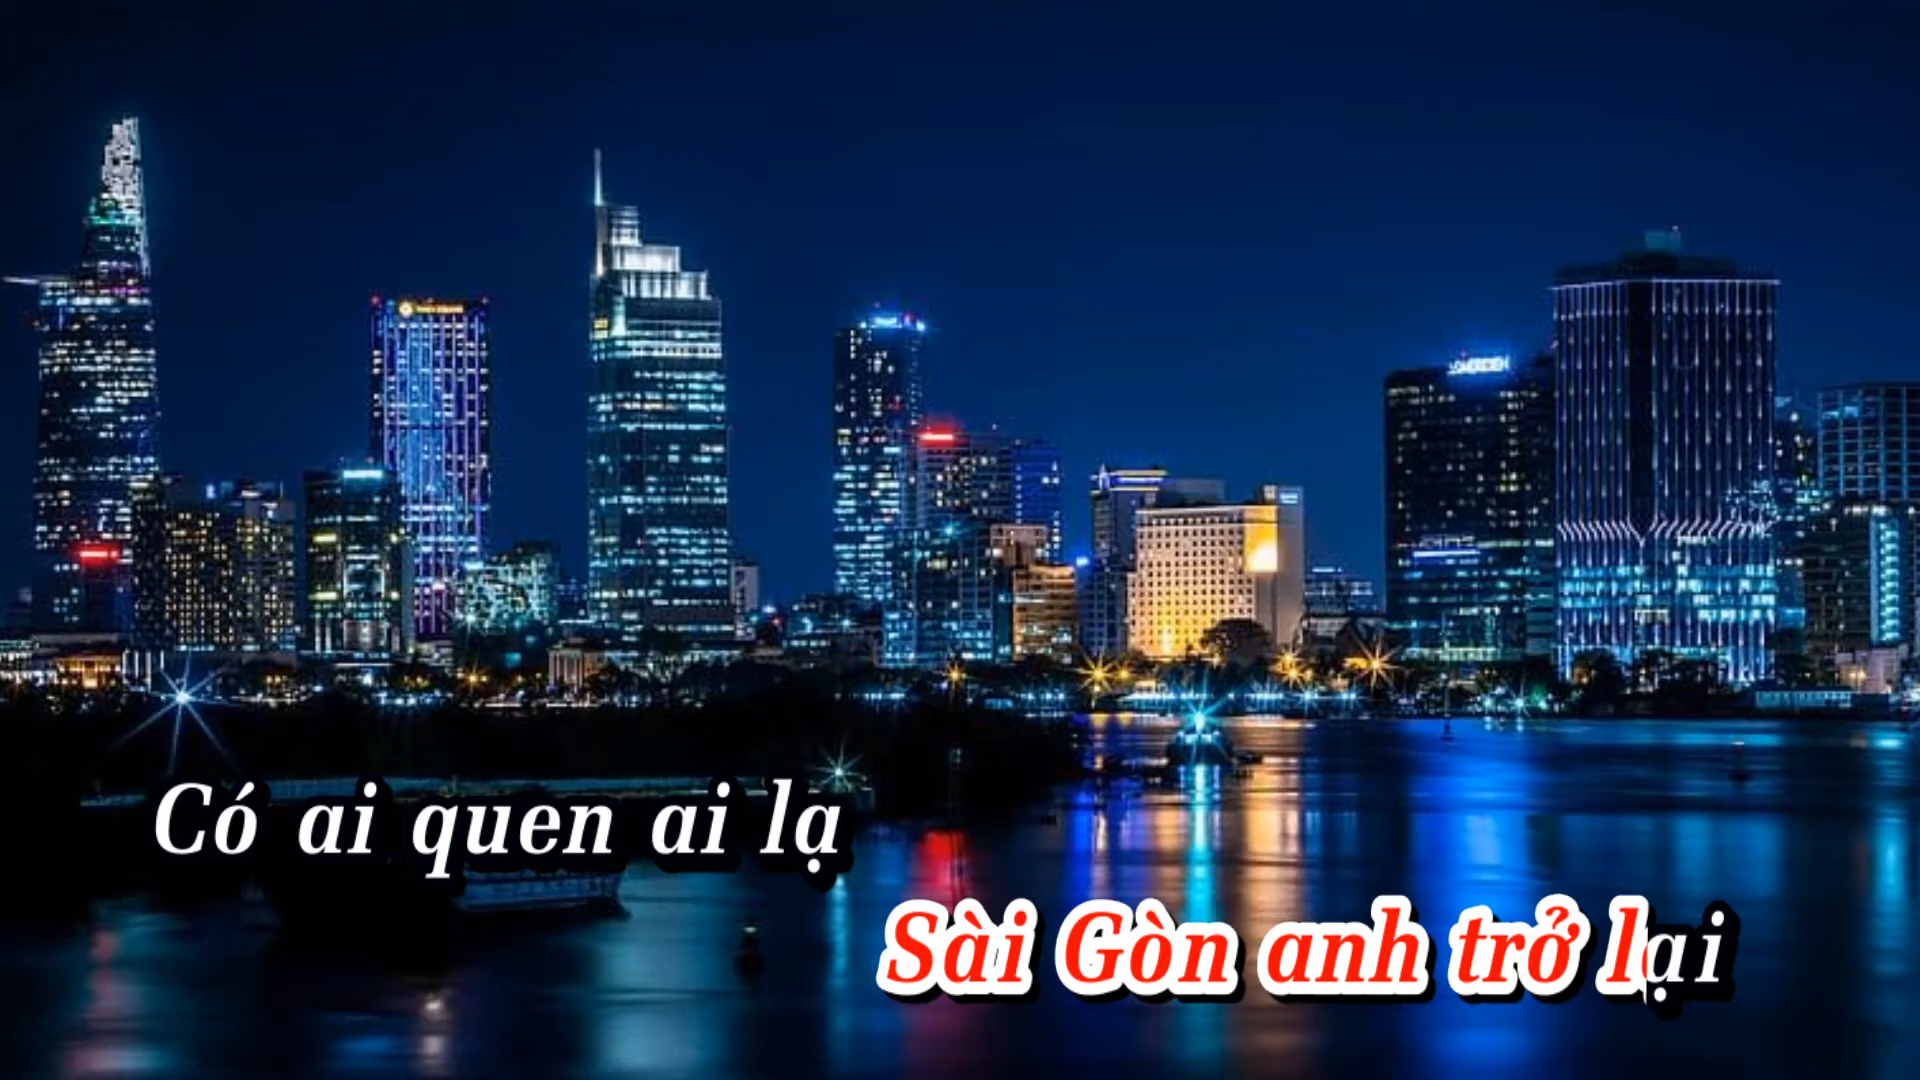 Có ai quen ai lạ
Sài Gòn anh trở lại